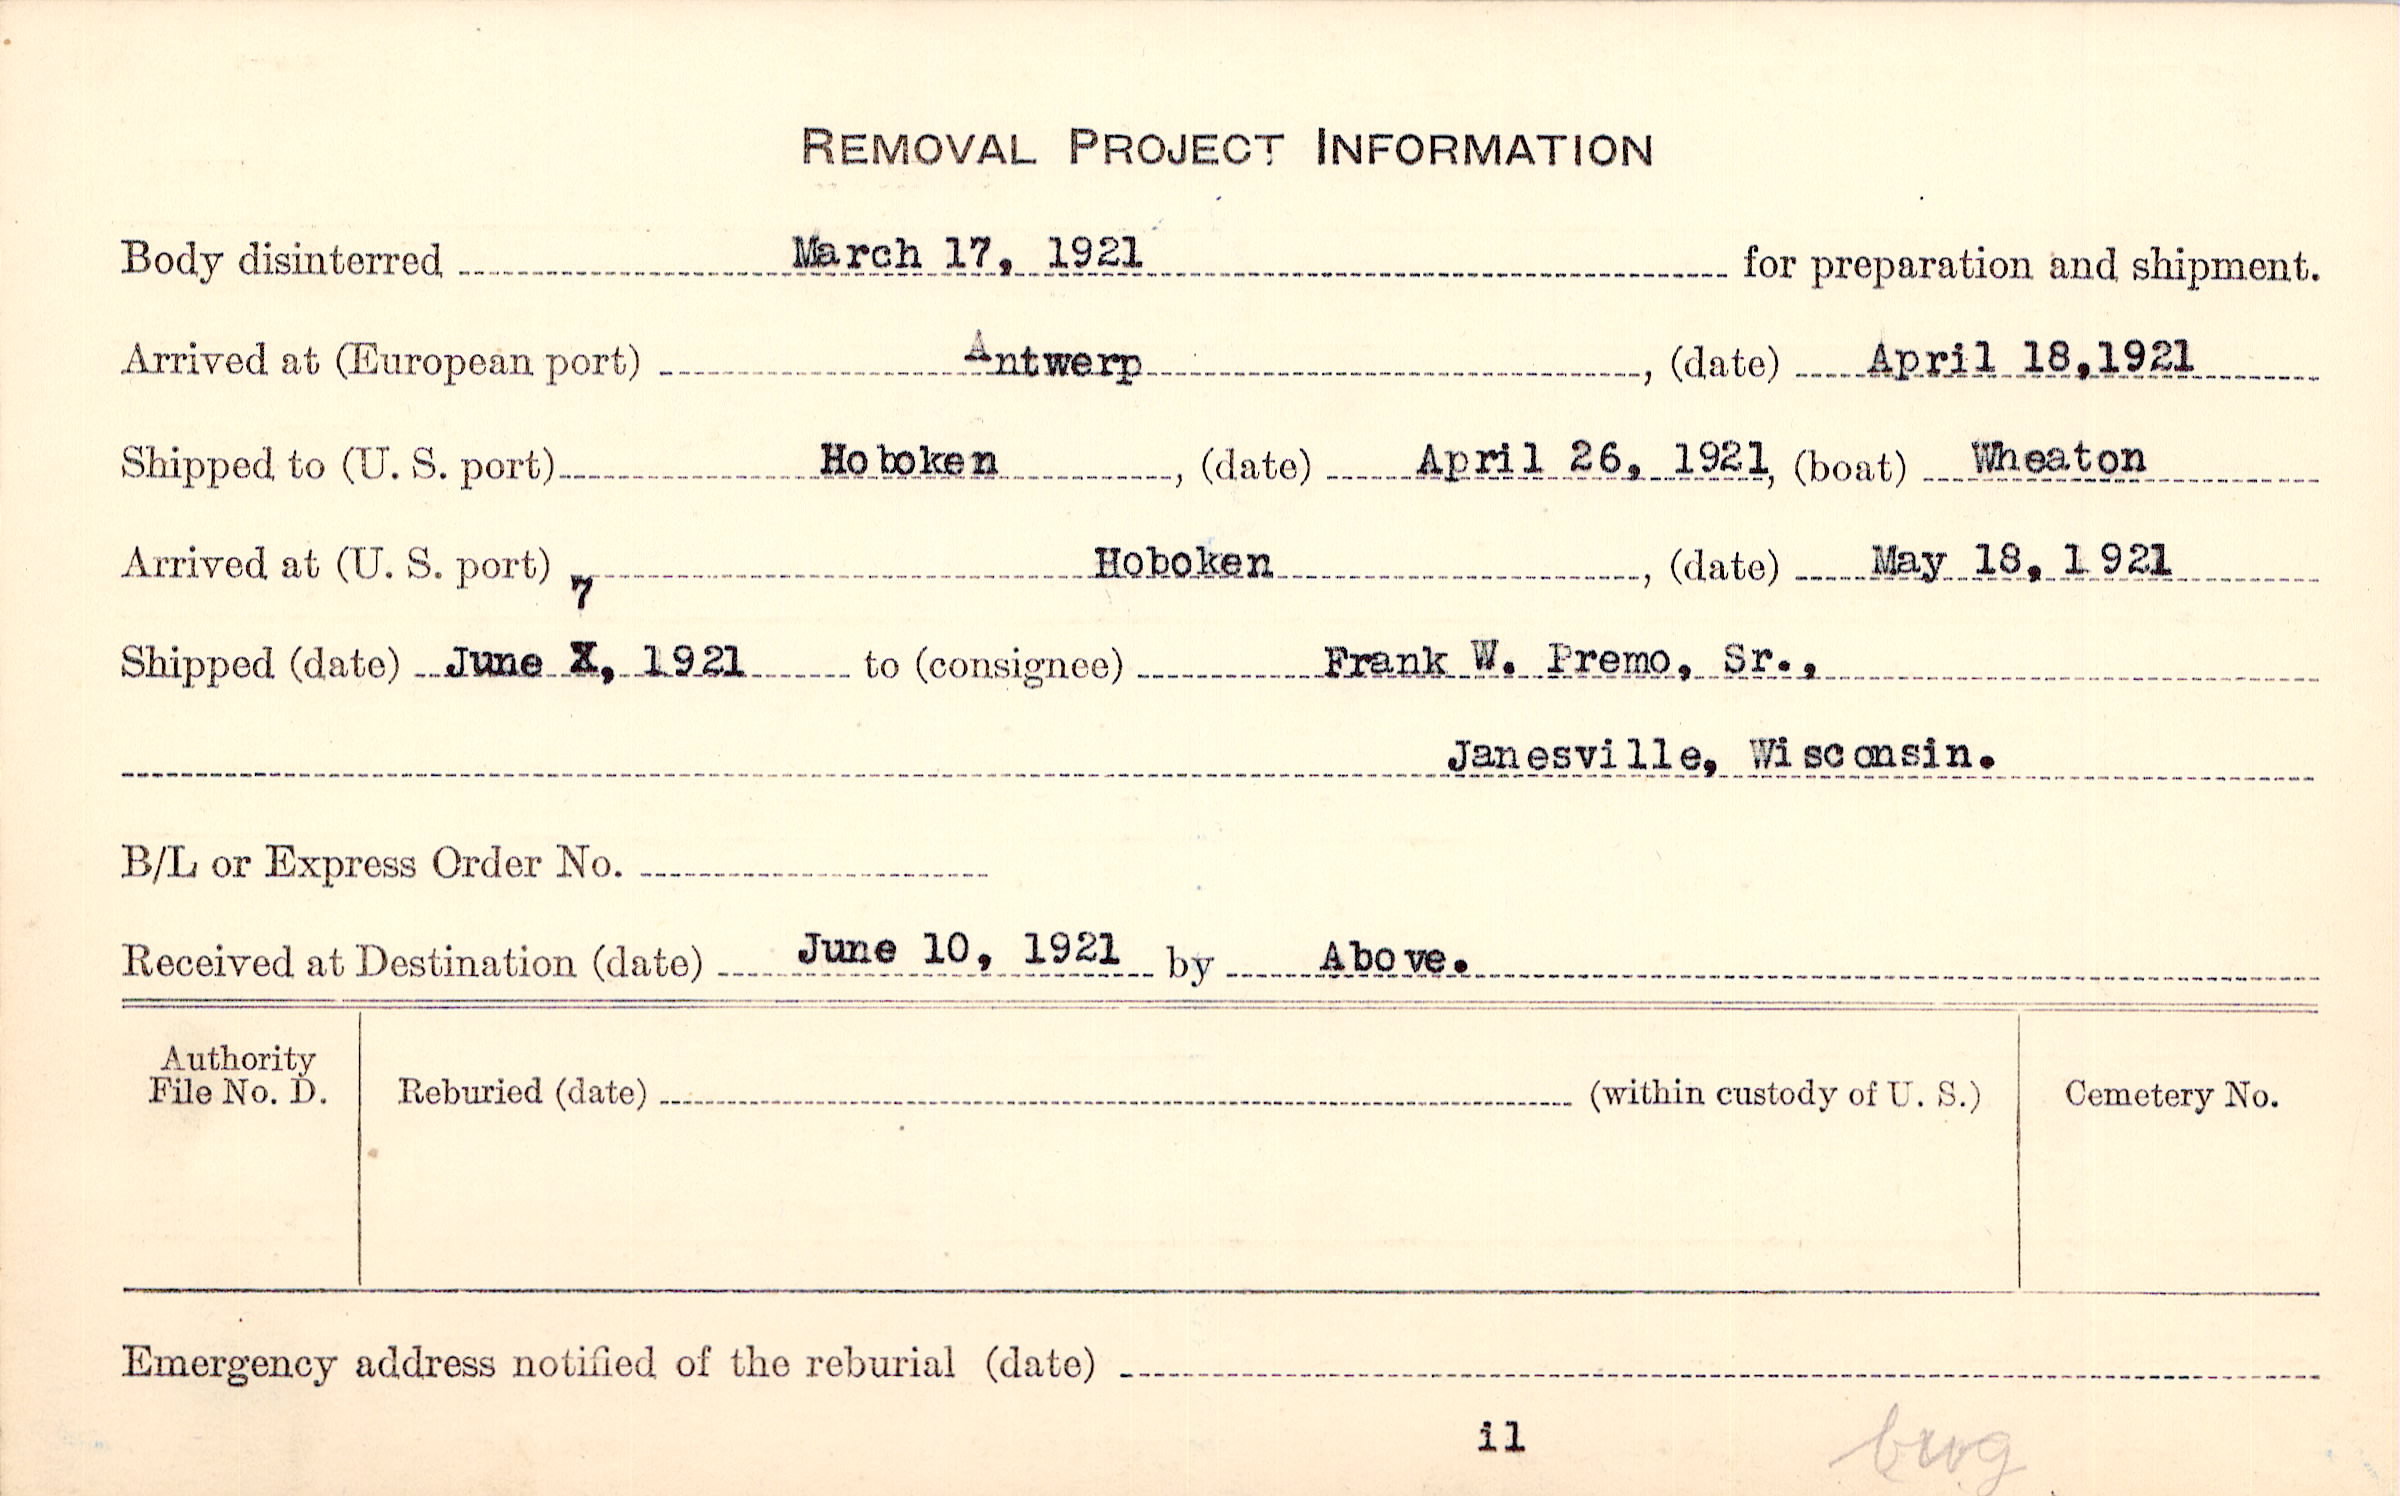 REMOVAL PROJECT INFORMATION
Body disinterred March 17, 1921 for preparation and shipment.
Arrived at (European port) Antwerp, (date) April 18,1921
Shipped to (U. S. port) Hoboken, (date) April 26, 1921, (boat) Wheaton
Arrived at (U. S. port) Hoboken, (date) May 18, 1921
7
Shipped (date) June X, 1921 to (consignee) Frank W. Premo, Sr.,
Janesville, Wisconsin.
B/L or Express Order No.
Received at Destination (date) June 10, 1921 by Above.
Authority
File No. D.
Reburied (date) (within custody of U. S.)
Cemetery No.
Emergency address notified of the reburial (date)
il